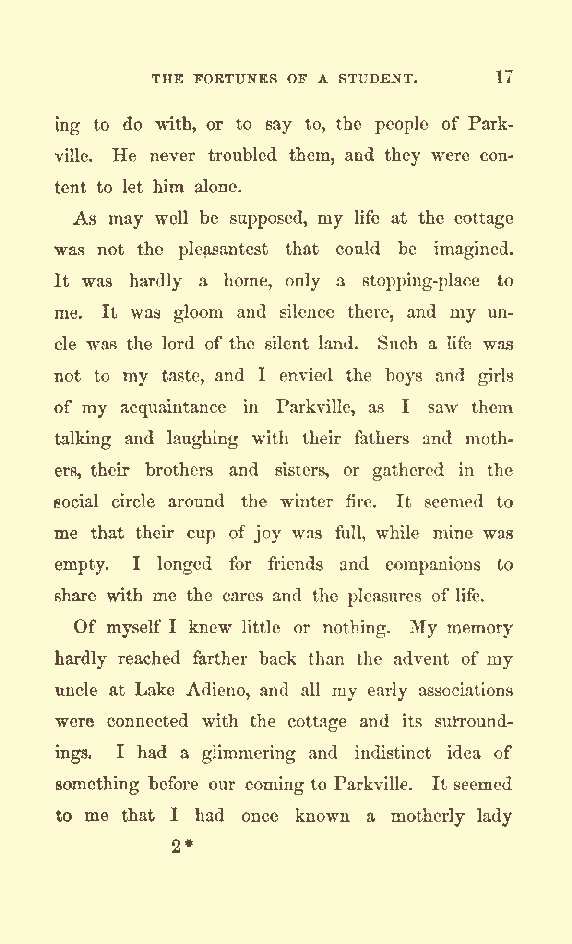 THE FORTUNES OF A STUDENT. 17
ing to do with, or to say to, the people of Park-
ville. He never troubled them, and they were con-
tent to let him alone.
As may well be supposed, my life at the cottage
was not the pleasantest that could be imagined.
It was hardly a home, only a stopping-place to
me. It was gloom and silence there, and my un-
cle was the lord of the silent land. Such a life was
not to my taste, and I envied the boys and girls
of my acquaintance in Parkville, as I saw them
talking and laughing with their fathers and moth-
ers, their brothers and sisters, or gathered in the
social circle around the winter fire. It seemed to
me that their cup of joy was full, while mine was
empty. I longed for friends and companions to
share with me the cares and the pleasures of life.
Of myself I knew little or nothing. My memory
hardly reached farther back than the advent of my
uncle at Lake Adieno, and all my early associations
were connected with the cottage and its surround-
ings. I had a glimmering and indistinct idea of
something before our coming to Parkville. It seemed
to me that I had once known a motherly lady
2*